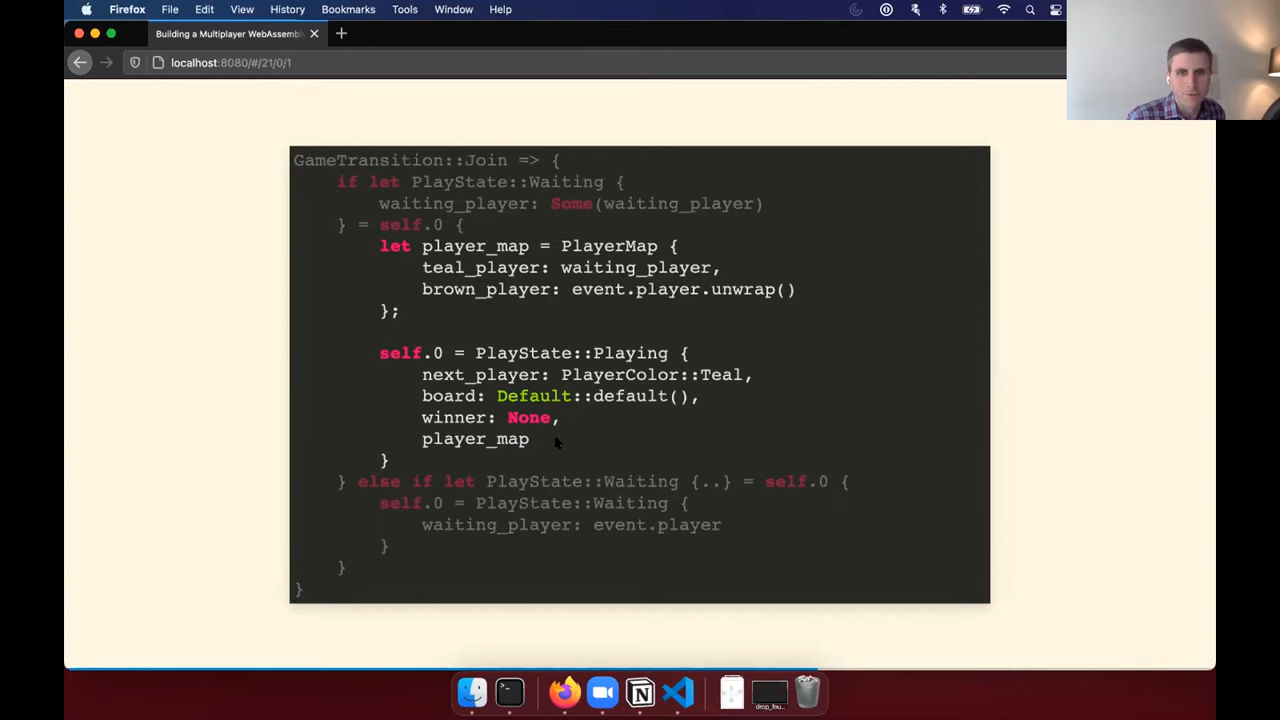 Firefox File Edit View History Bookmarks Tools Window Help
Building a Multiplayer WebAssembly
localhost:8080/#/21/0/1
GameTransition::Join => {
if let PlayState::Waiting {
waiting_player: Some(waiting_player)
} = self.0 {
let player_map = PlayerMap {
teal_player: waiting_player,
brown_player: event.player.unwrap()
};
self.0 = PlayState::Playing {
next_player: PlayerColor::Teal,
board: Default::default(),
winner: None,
player_map
}
} else if let PlayState::Waiting {..} = self.0 {
self.0 = PlayState::Waiting {
waiting_player: event.player
}
}
}
drop_fou...